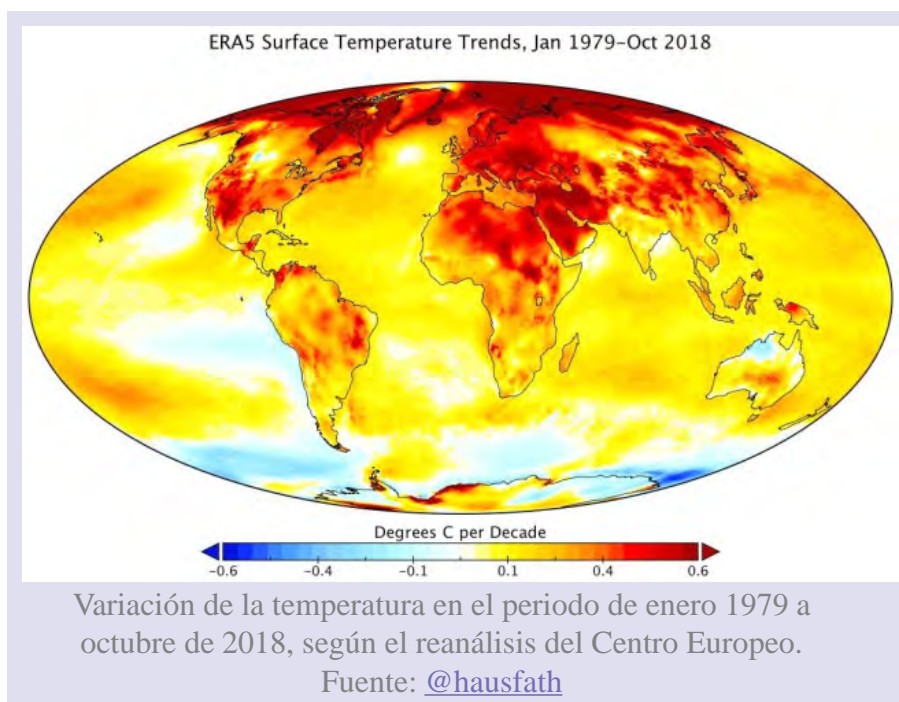 ERA5 Surface Temperature Trends, Jan 1979–Oct 2018
Degrees C per Decade
-0.6 -0.4 -0.1 0.1 0.4 0.6
Variación de la temperatura en el periodo de enero 1979 a
octubre de 2018, según el reanálisis del Centro Europeo.
Fuente: @hausfath